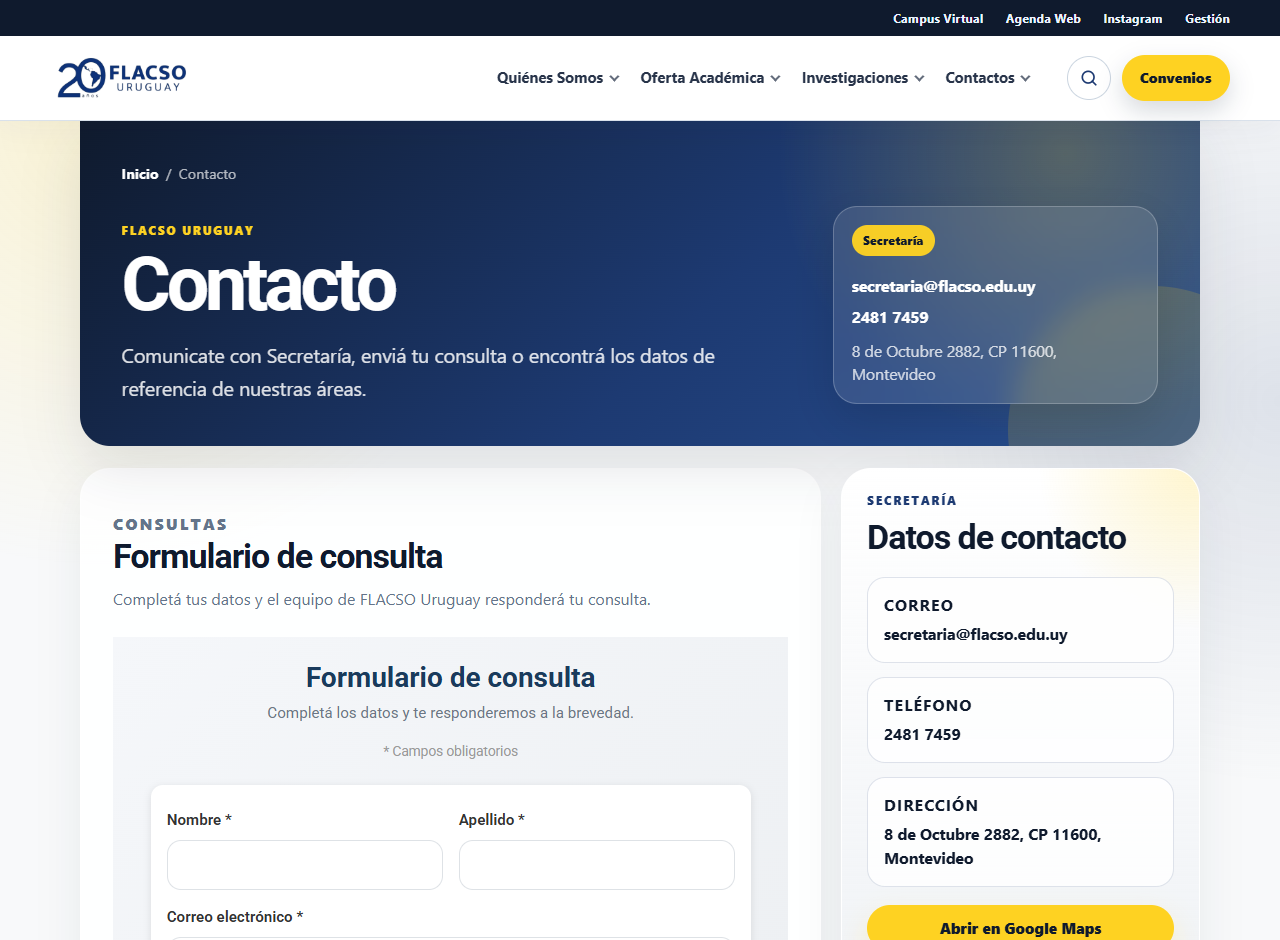 Campus Virtual Agenda Web Instagram Gestión
20 años FLACSO URUGUAY
Quiénes Somos Oferta Académica Investigaciones Contactos Convenios
Inicio / Contacto
FLACSO URUGUAY
Contacto
Comunicate con Secretaría, enviá tu consulta o encontrá los datos de
referencia de nuestras áreas.
Secretaría
secretaria@flacso.edu.uy
2481 7459
8 de Octubre 2882, CP 11600,
Montevideo
CONSULTAS
Formulario de consulta
Completá tus datos y el equipo de FLACSO Uruguay responderá tu consulta.
Formulario de consulta
Completá los datos y te responderemos a la brevedad.
* Campos obligatorios
Nombre * Apellido *
Correo electrónico *
SECRETARÍA
Datos de contacto
CORREO
secretaria@flacso.edu.uy
TELÉFONO
2481 7459
DIRECCIÓN
8 de Octubre 2882, CP 11600,
Montevideo
Abrir en Google Maps